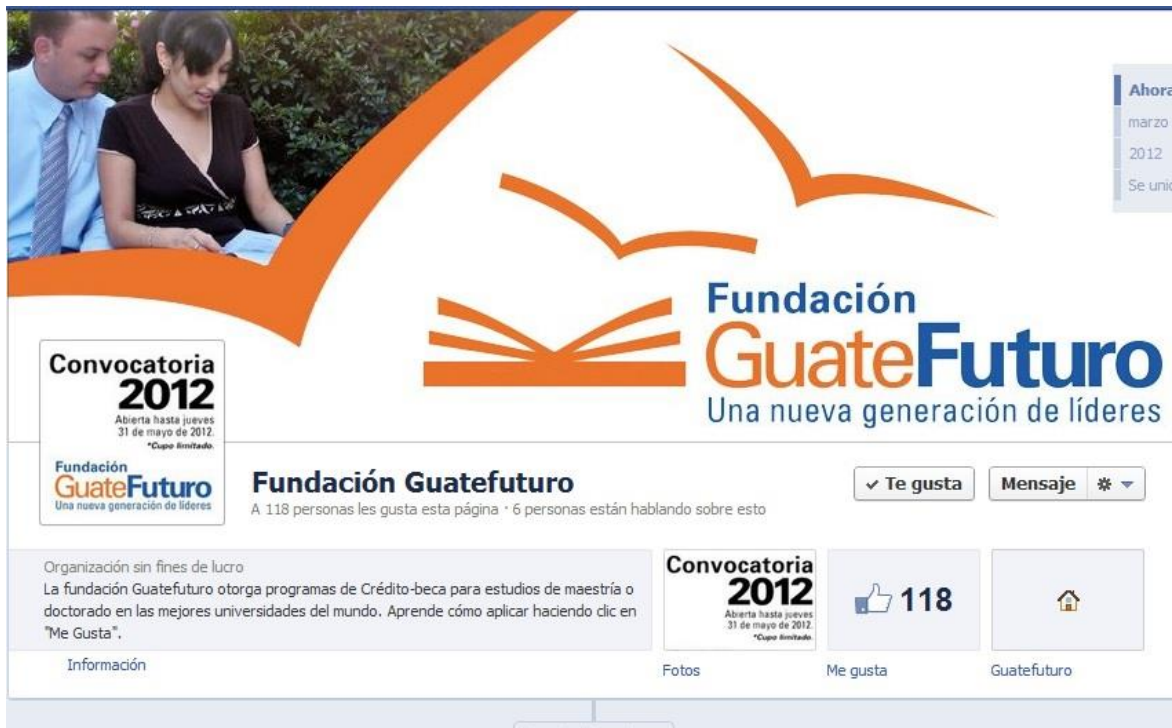 Ahora
marzo
2012
Se unió
Fundación
GuateFuturo
Una nueva generación de líderes
Convocatoria
2012
Abierta hasta jueves
31 de mayo de 2012.
*Cupo limitado.
Fundación
GuateFuturo
Una nueva generación de líderes
Fundación Guatefuturo
A 118 personas les gusta esta página · 6 personas están hablando sobre esto
✓ Te gusta
Mensaje
Organización sin fines de lucro
La fundación Guatefuturo otorga programas de Crédito-beca para estudios de maestría o
doctorado en las mejores universidades del mundo. Aprende cómo aplicar haciendo clic en
"Me Gusta".
Información
Convocatoria
2012
Abierta hasta jueves
31 de mayo de 2012.
*Cupo limitado.
Fotos
118
Me gusta
Guatefuturo